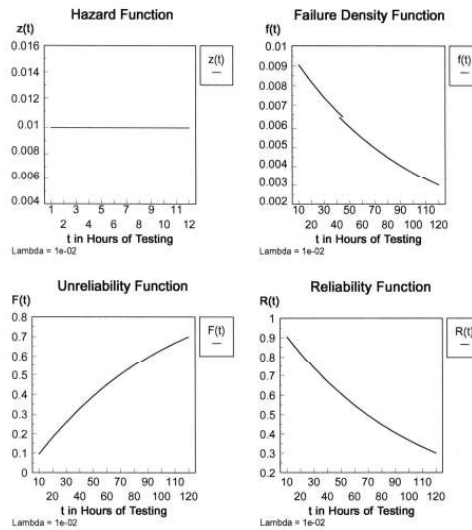 Hazard Function
z(t)
0.016
0.014
0.012
0.01
0.008
0.006
0.004
1 3 5 7 9 11
2 4 6 8 10 12
t in Hours of Testing
Lambda = 1e-02
z(t)
Failure Density Function
f(t)
0.01
0.009
0.008
0.007
0.006
0.005
0.004
0.003
0.002
10 30 50 70 90 110
20 40 60 80 100 120
t in Hours of Testing
Lambda = 1e-02
f(t)
Unreliability Function
F(t)
0.8
0.7
0.6
0.5
0.4
0.3
0.2
0.1
0
10 30 50 70 90 110
20 40 60 80 100 120
t in Hours of Testing
Lambda = 1e-02
F(t)
Reliability Function
R(t)
1
0.9
0.8
0.7
0.6
0.5
0.4
0.3
0.2
10 30 50 70 90 110
20 40 60 80 100 120
t in Hours of Testing
Lambda = 1e-02
R(t)